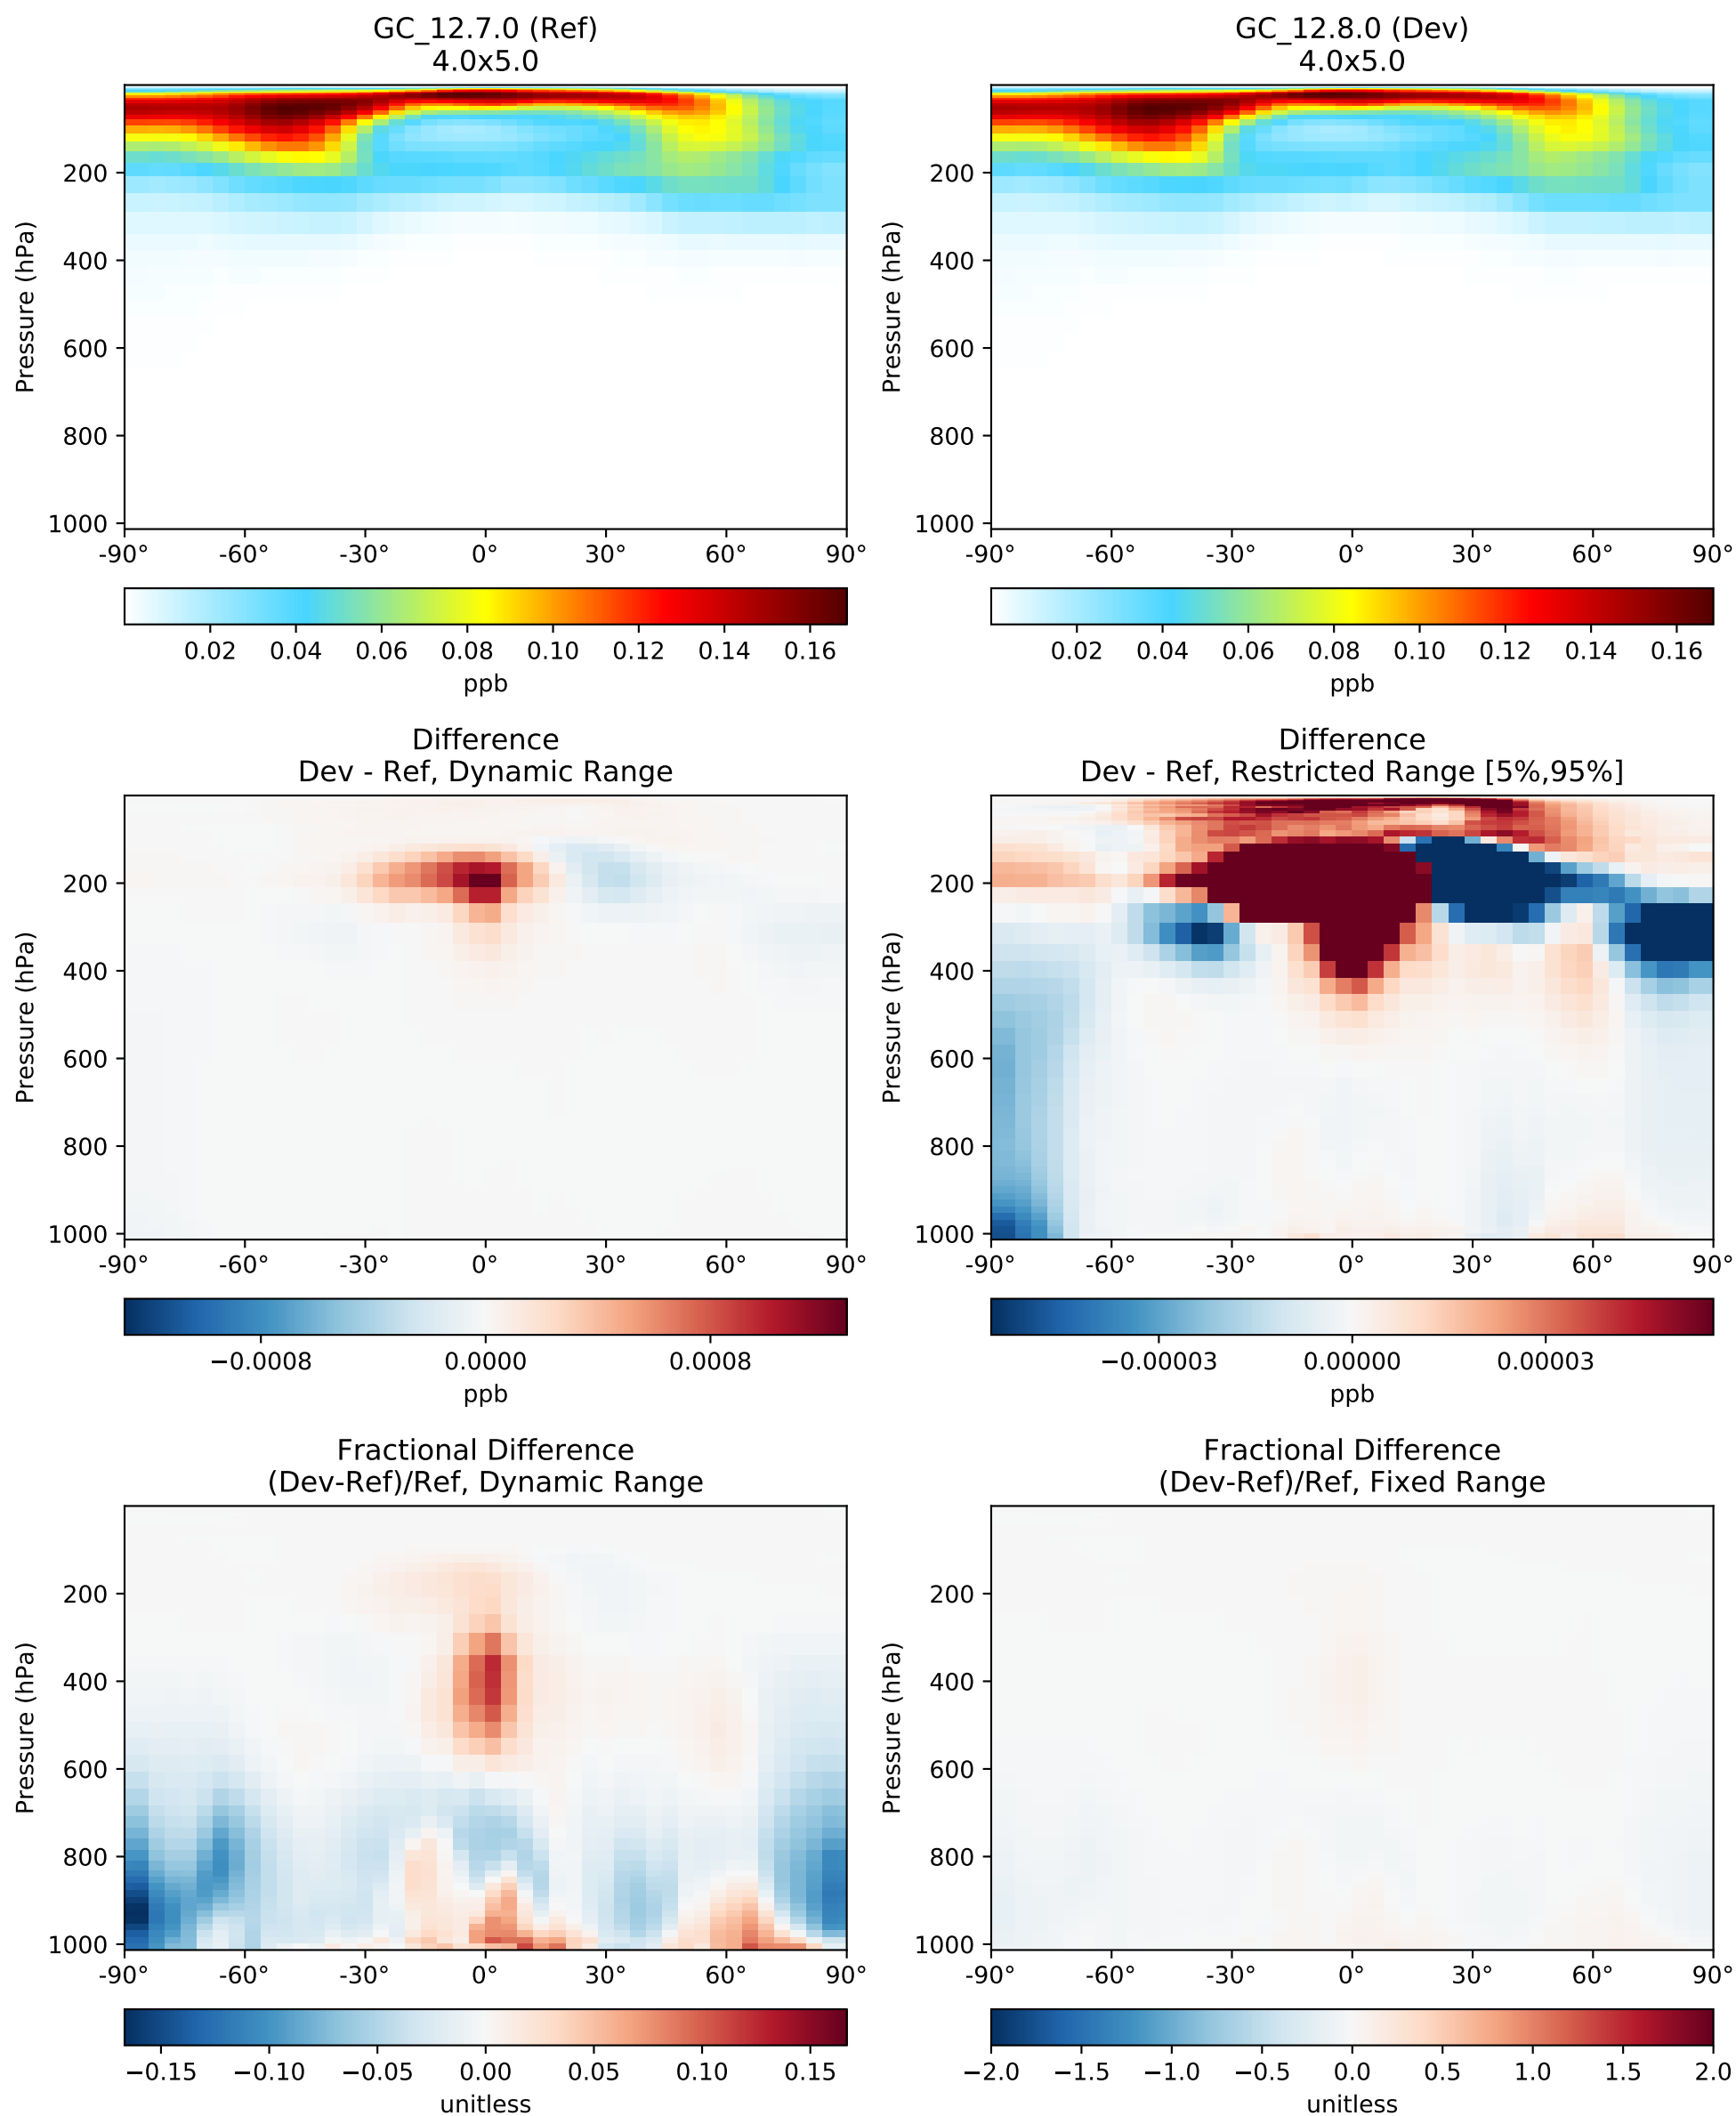 GC_12.7.0 (Ref)
4.0x5.0
GC_12.8.0 (Dev)
4.0x5.0
Pressure (hPa)
200
400
600
800
1000
-90° -60° -30° 0° 30° 60° 90°
Pressure (hPa)
200
400
600
800
1000
-90° -60° -30° 0° 30° 60° 90°
0.02 0.04 0.06 0.08 0.10 0.12 0.14 0.16
ppb
0.02 0.04 0.06 0.08 0.10 0.12 0.14 0.16
ppb
Difference
Dev - Ref, Dynamic Range
Difference
Dev - Ref, Restricted Range [5%,95%]
Pressure (hPa)
200
400
600
800
1000
-90° -60° -30° 0° 30° 60° 90°
Pressure (hPa)
200
400
600
800
1000
-90° -60° -30° 0° 30° 60° 90°
−0.0008 0.0000 0.0008
ppb
−0.00003 0.00000 0.00003
ppb
Fractional Difference
(Dev-Ref)/Ref, Dynamic Range
Fractional Difference
(Dev-Ref)/Ref, Fixed Range
Pressure (hPa)
200
400
600
800
1000
-90° -60° -30° 0° 30° 60° 90°
Pressure (hPa)
200
400
600
800
1000
-90° -60° -30° 0° 30° 60° 90°
−0.15 −0.10 −0.05 0.00 0.05 0.10 0.15
unitless
−2.0 −1.5 −1.0 −0.5 0.0 0.5 1.0 1.5 2.0
unitless